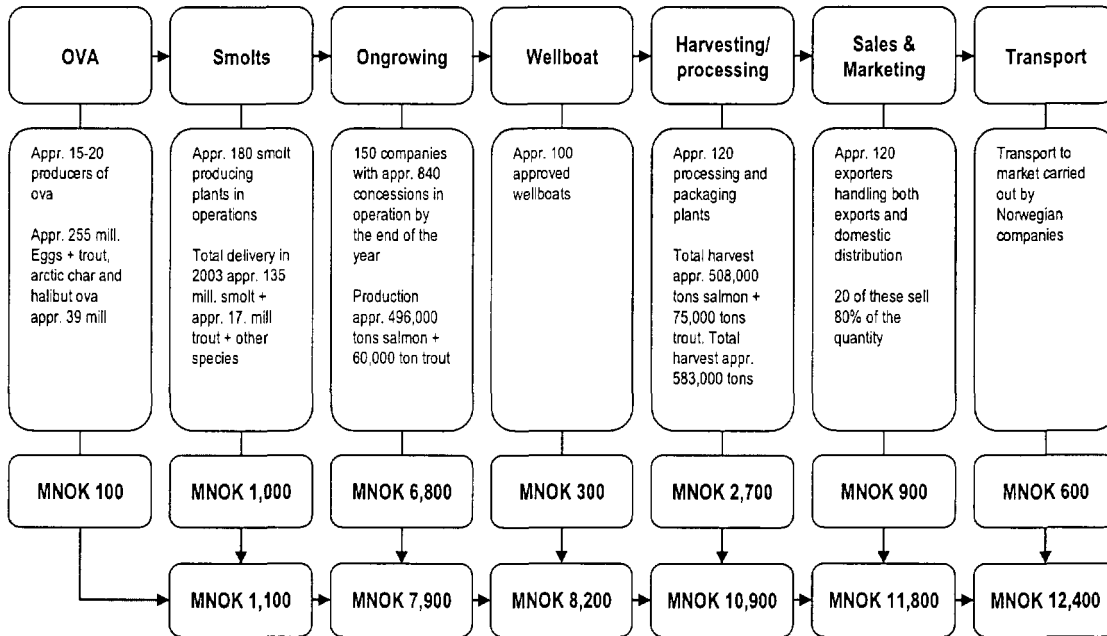 OVA
Smolts
Ongrowing
Wellboat
Harvesting/
processing
Sales &
Marketing
Transport
Appr. 15-20
producers of
ova
Appr. 255 mill.
Eggs + trout,
arctic char and
halibut ova
appr. 39 mill
Appr. 180 smolt
producing
plants in
operations
Total delivery in
2003 appr. 135
mill. smolt +
appr. 17. mill
trout + other
species
150 companies
with appr. 840
concessions in
operation by
the end of the
year
Production
appr. 496,000
tons salmon +
60,000 ton trout
Appr. 100
approved
wellboats
Appr. 120
processing and
packaging
plants
Total harvest
appr. 508,000
tons salmon +
75,000 tons
trout. Total
harvest appr.
583,000 tons
Appr. 120
exporters
handling both
exports and
domestic
distribution
20 of these sell
80% of the
quantity
Transport to
market carried
out by
Norwegian
companies
MNOK 100
MNOK 1,000
MNOK 6,800
MNOK 300
MNOK 2,700
MNOK 900
MNOK 600
MNOK 1,100
MNOK 7,900
MNOK 8,200
MNOK 10,900
MNOK 11,800
MNOK 12,400